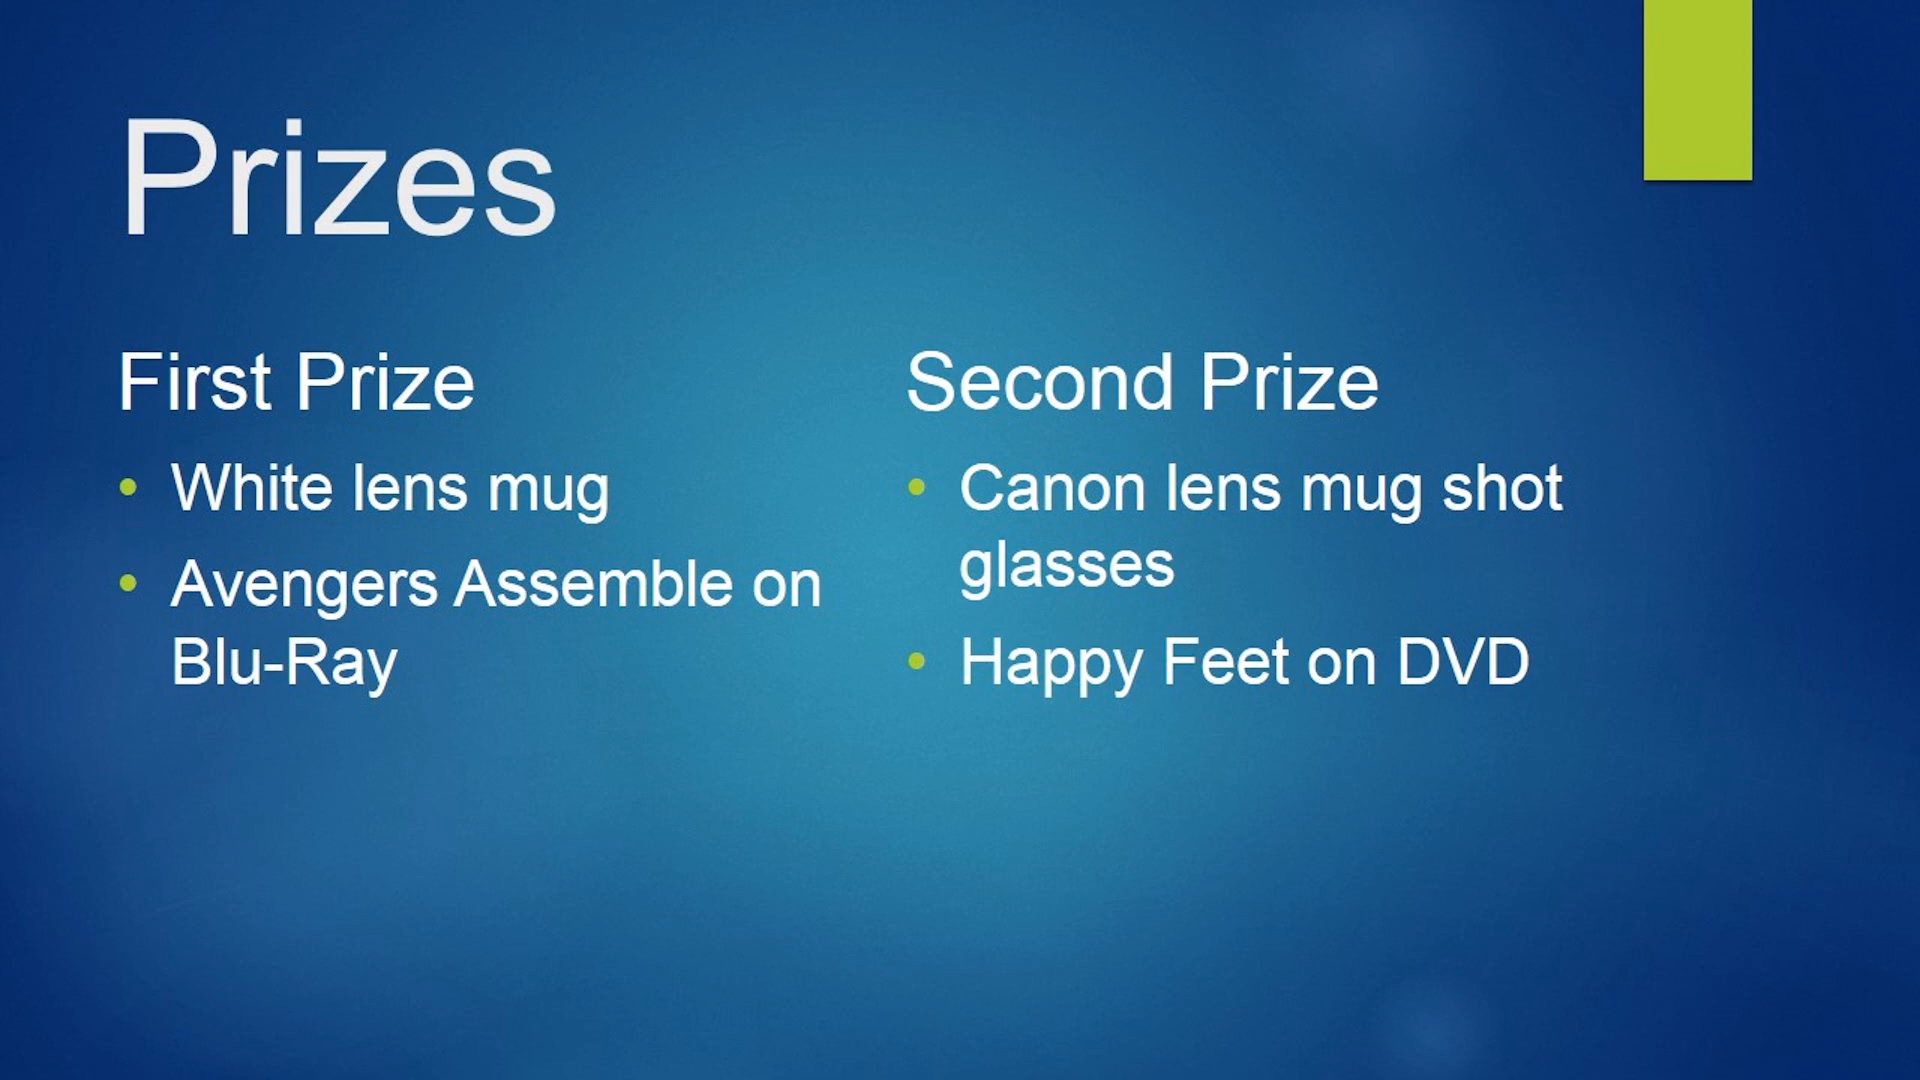 Prizes
First Prize
• White lens mug
• Avengers Assemble on
Blu-Ray
Second Prize
• Canon lens mug shot
glasses
• Happy Feet on DVD